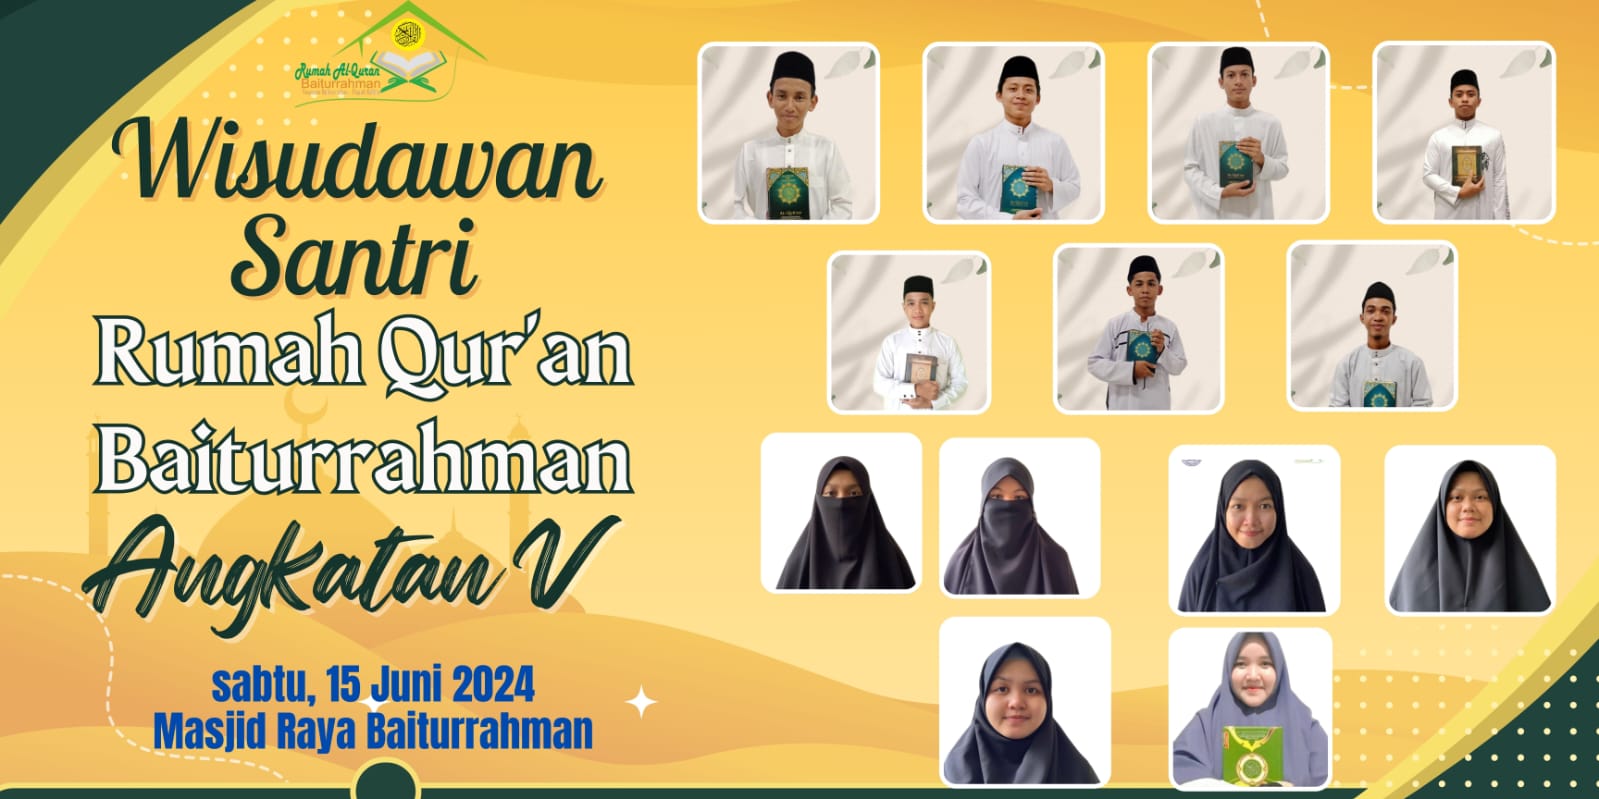 Rumah Al-Quran
Baiturrahman
Wisudawan
Santri
Rumah Qur'an
Baiturrahman
Angkatan V
sabtu, 15 Juni 2024
Masjid Raya Baiturrahman